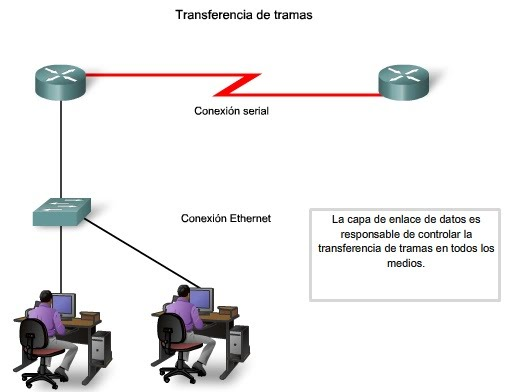 Transferencia de tramas
Conexión serial
Conexión Ethernet
La capa de enlace de datos es
responsable de controlar la
transferencia de tramas en todos los
medios.